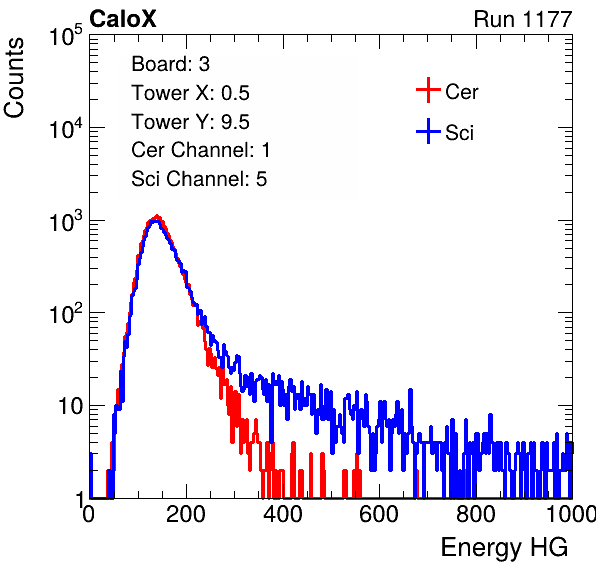 CaloX Run 1177
Counts
10^5
10^4
10^3
10^2
10
1
Board: 3
Tower X: 0.5
Tower Y: 9.5
Cer Channel: 1
Sci Channel: 5
Cer
Sci
0 200 400 600 800 1000
Energy HG